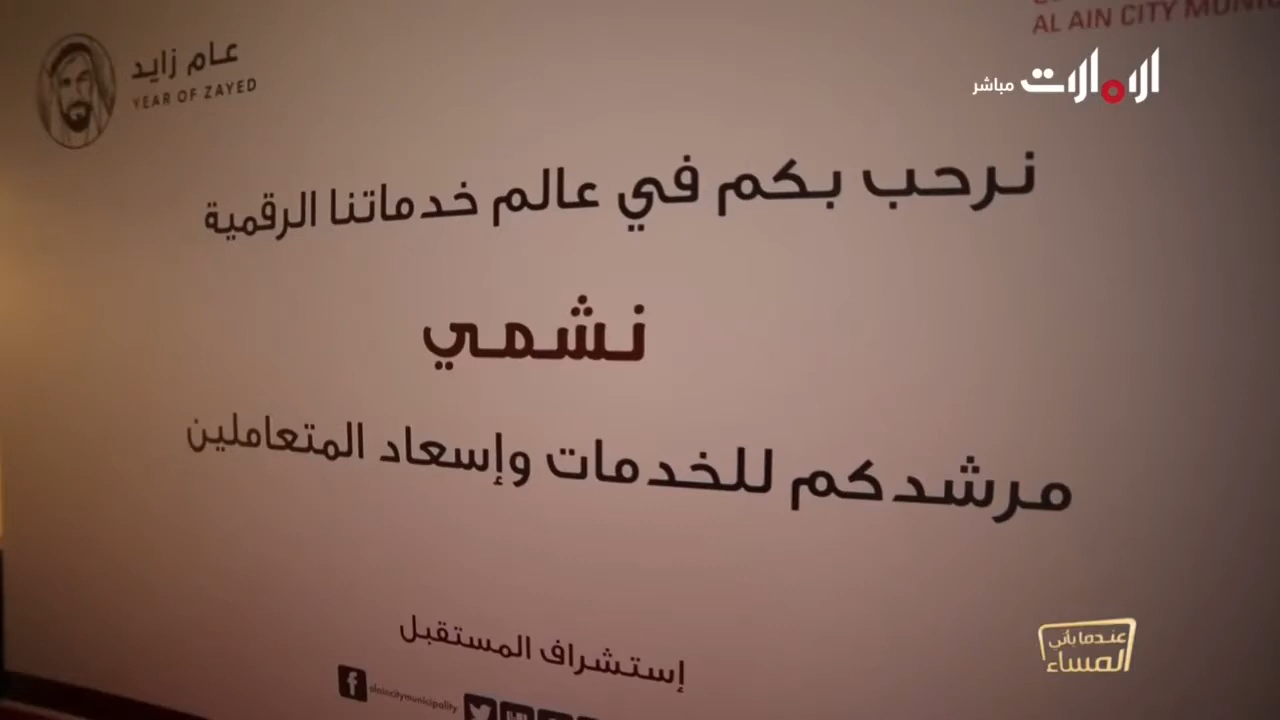 AL AIN CITY MUNIC
عام زايد
YEAR OF ZAYED
الإمارات مباشر
نرحب بكم في عالم خدماتنا الرقمية
نشمي
مرشدكم للخدمات وإسعاد المتعاملين
إستشراف المستقبل
alaincitymunicipality
عندما يأتي
المساء